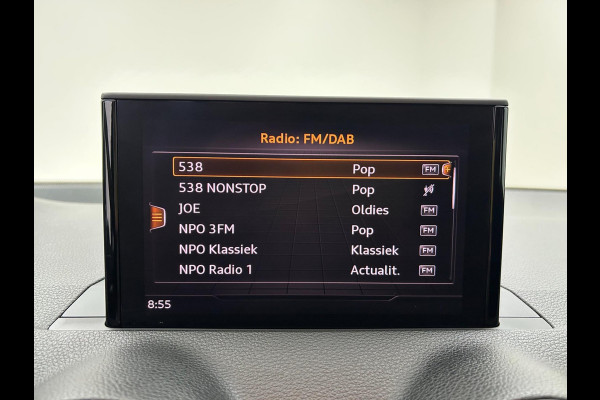 Radio: FM/DAB
538 Pop FM
538 NONSTOP Pop
JOE Oldies FM
NPO 3FM Pop FM
NPO Klassiek Klassiek FM
NPO Radio 1 Actualit. FM
8:55